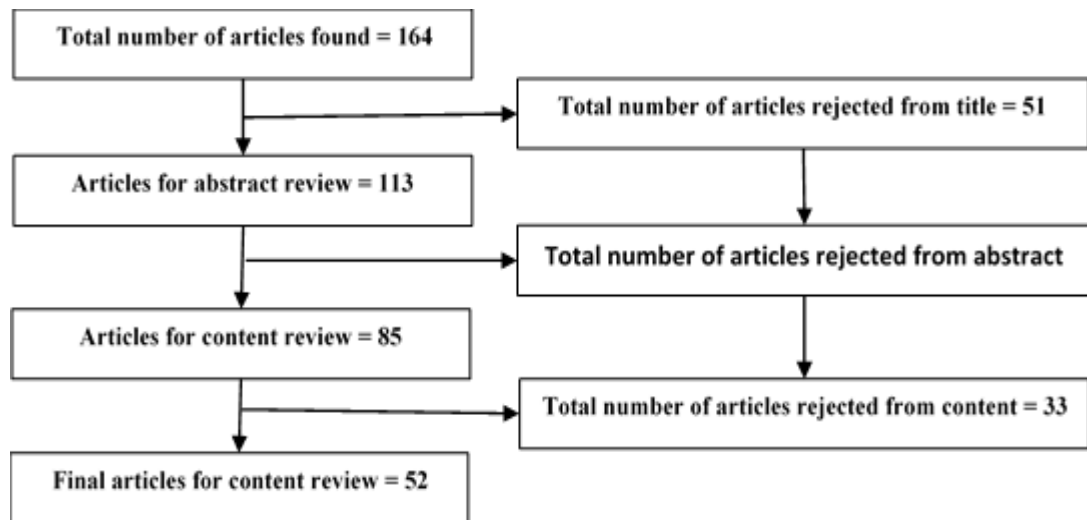 Total number of articles found = 164
Total number of articles rejected from title = 51
Articles for abstract review = 113
Total number of articles rejected from abstract
Articles for content review = 85
Total number of articles rejected from content = 33
Final articles for content review = 52